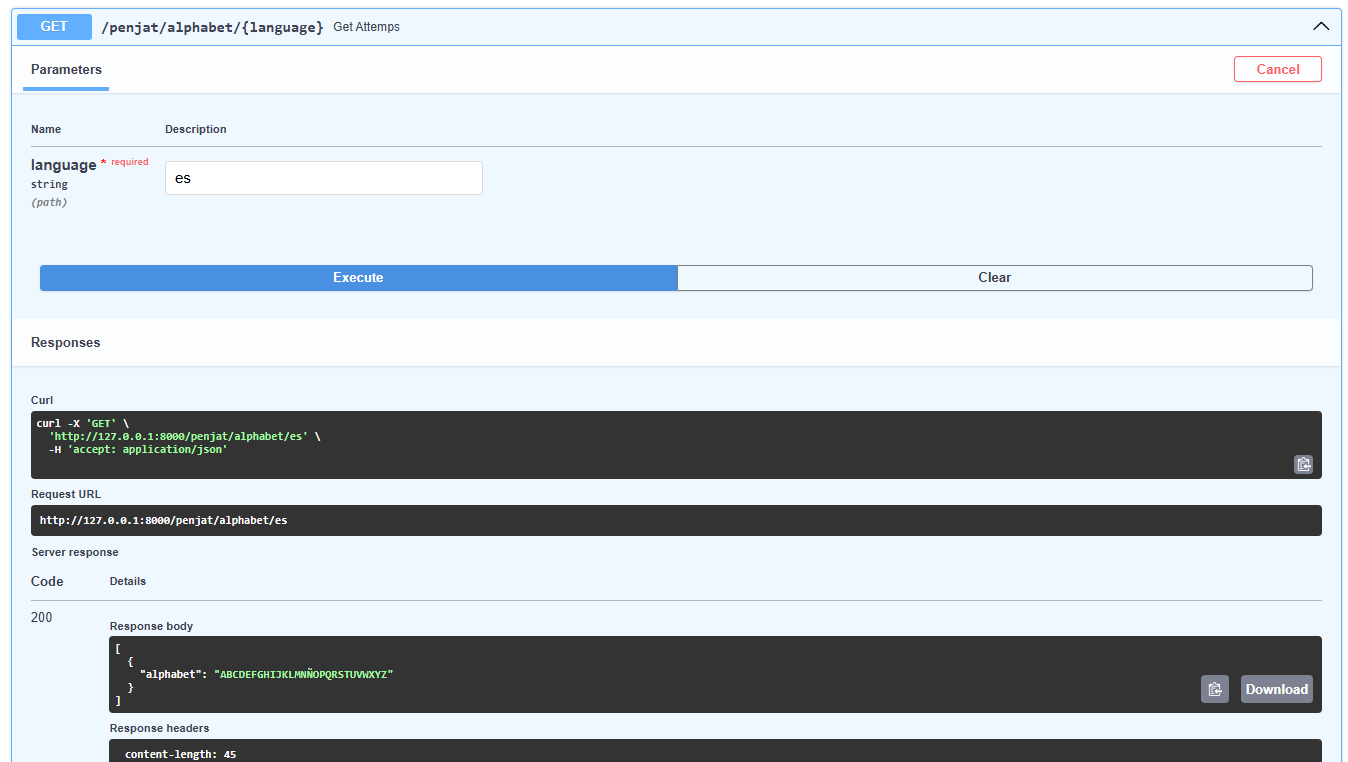 GET /penjat/alphabet/{language} Get Attemps
Parameters
Cancel
Name Description
language * required
string
(path)
es
Execute
Clear
Responses
Curl
curl -X 'GET' \
'http://127.0.0.1:8000/penjat/alphabet/es' \
-H 'accept: application/json'
Request URL
http://127.0.0.1:8000/penjat/alphabet/es
Server response
Code Details
200
Response body
[
{
"alphabet": "ABCDEFGHIJKLMNÑOPQRSTUVWXYZ"
}
]
Download
Response headers
content-length: 45